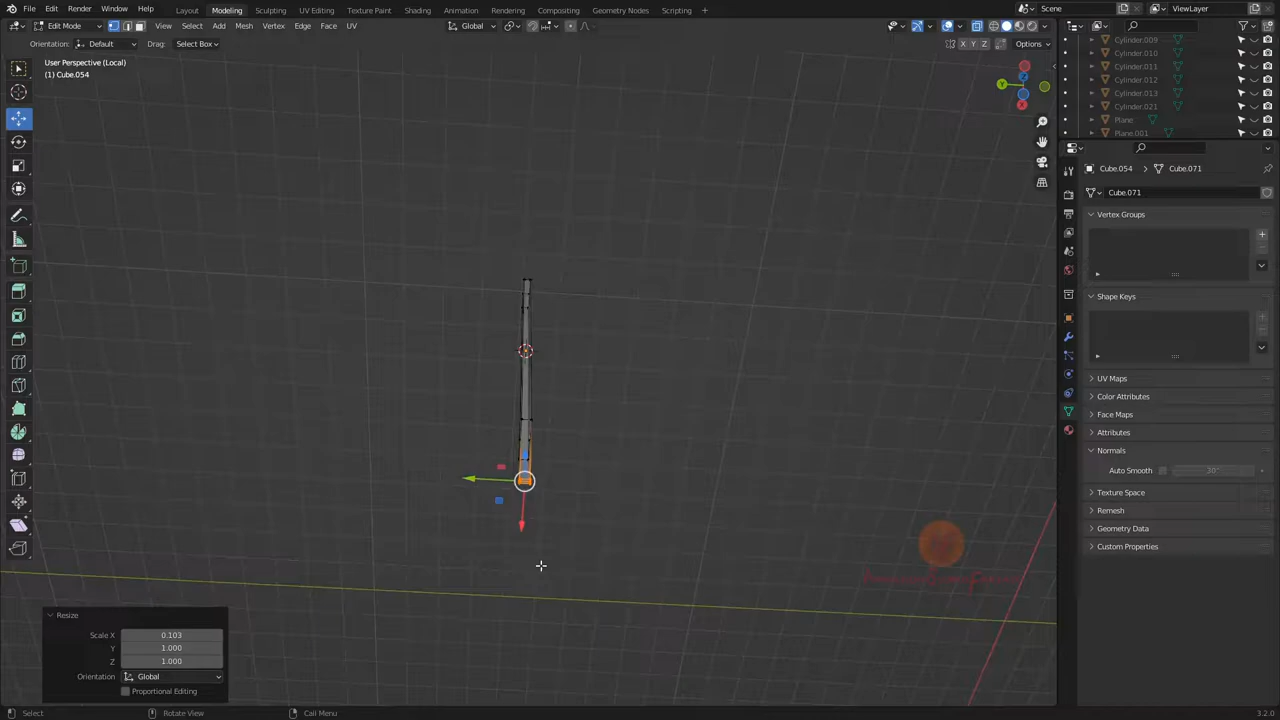 File Edit Render Window Help Layout Modeling Sculpting UV Editing Texture Paint Shading Animation Rendering Compositing Geometry Nodes Scripting + Scene ViewLayer
Edit Mode View Select Add Mesh Vertex Edge Face UV Global
Orientation: Default Drag: Select Box X Y Z Options
User Perspective (Local)
(1) Cube.054
Cylinder.009
Cylinder.010
Cylinder.011
Cylinder.012
Cylinder.013
Cylinder.021
Plane
Plane.001
Y Z X
Cube.054 > Cube.071
Cube.071
Vertex Groups
Shape Keys
UV Maps
Color Attributes
Face Maps
Attributes
Normals
Auto Smooth 30°
Texture Space
Remesh
Geometry Data
Custom Properties
Resize
Scale X 0.103
Y 1.000
Z 1.000
Orientation Global
Proportional Editing
Select Rotate View Call Menu 3.2.0